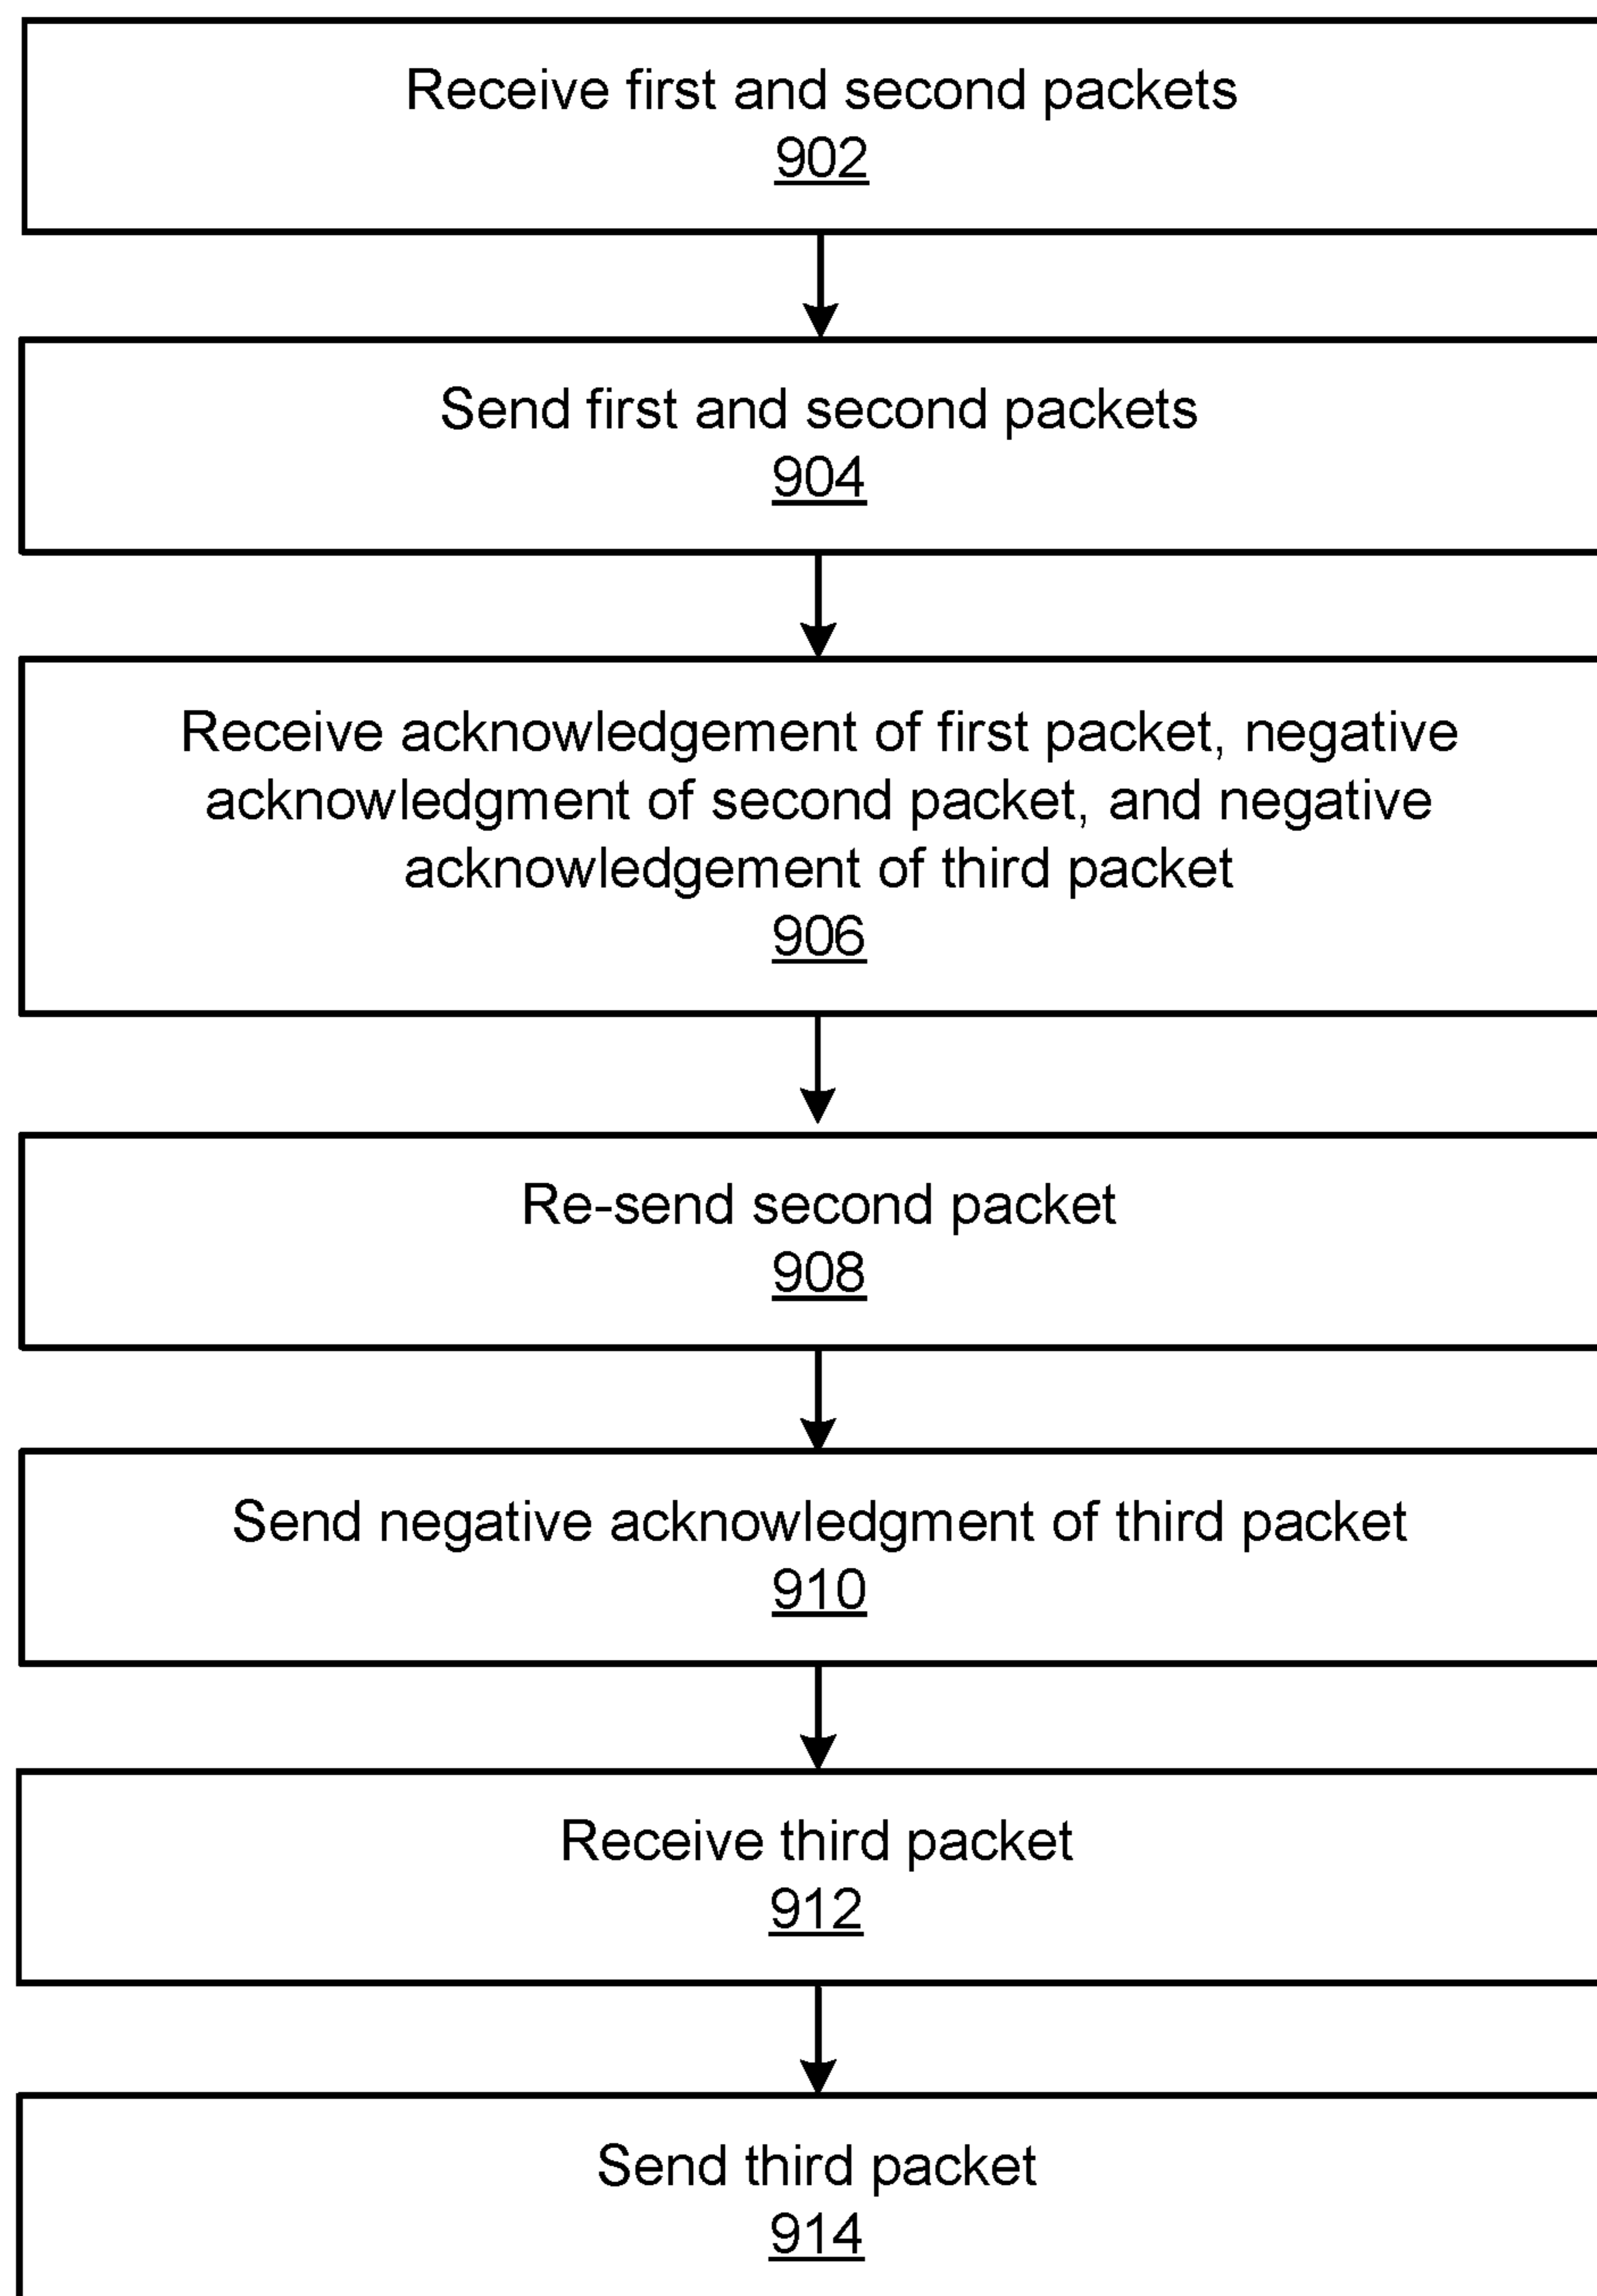 Receive first and second packets
902
Send first and second packets
904
Receive acknowledgement of first packet, negative
acknowledgment of second packet, and negative
acknowledgement of third packet
906
Re-send second packet
908
Send negative acknowledgment of third packet
910
Receive third packet
912
Send third packet
914